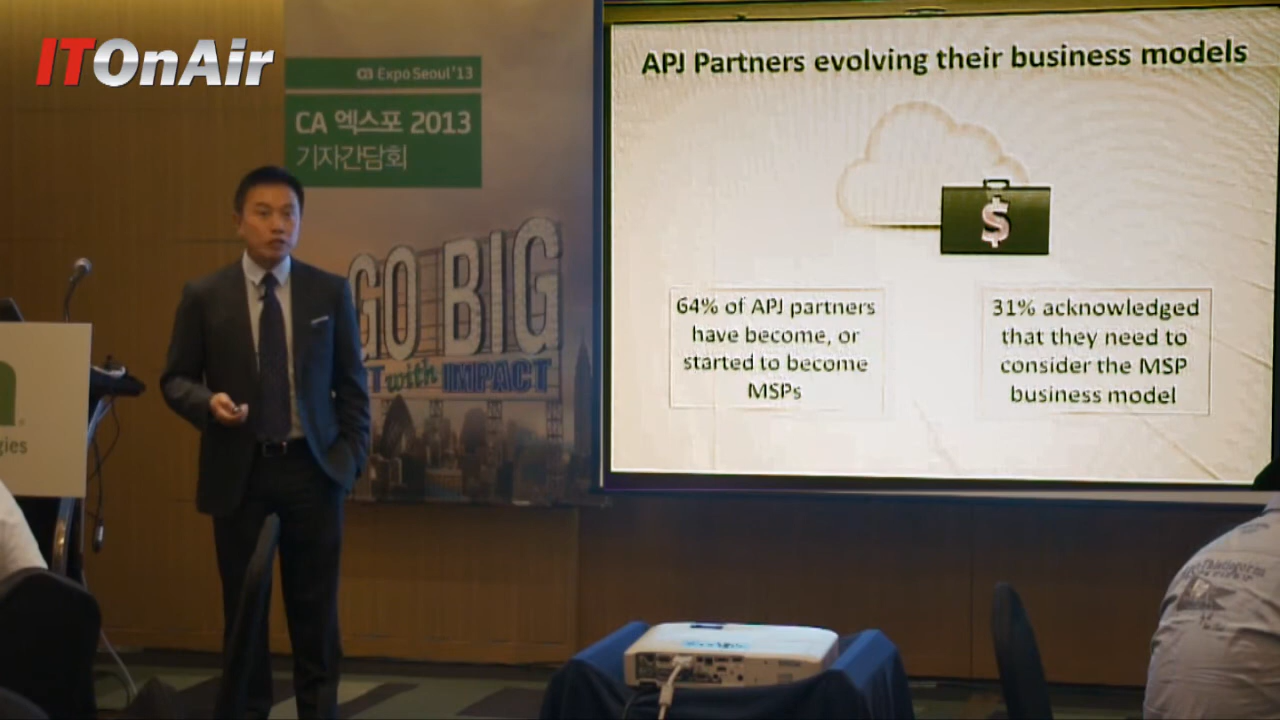 ITOnAir
Expo Seoul '13
CA 엑스포 2013
기자간담회
GO BIG
IT with IMPACT
gies
APJ Partners evolving their business models
$
64% of APJ partners
have become, or
started to become
MSPs
31% acknowledged
that they need to
consider the MSP
business model